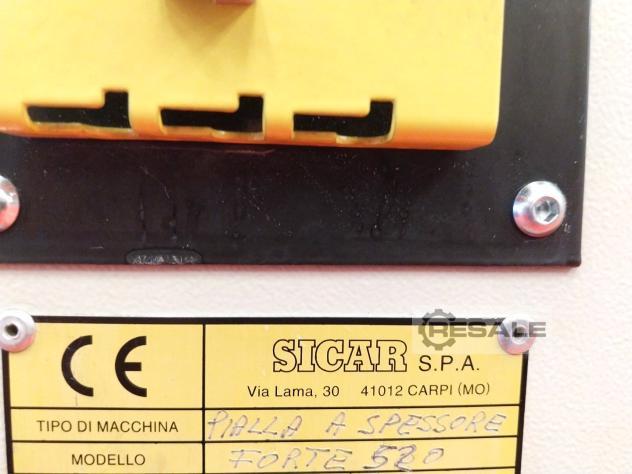 RESALE
CE SICAR S.P.A.
Via Lama, 30 41012 CARPI (MO)
TIPO DI MACCHINA PIALLA A SPESSORE
MODELLO FORTE 520